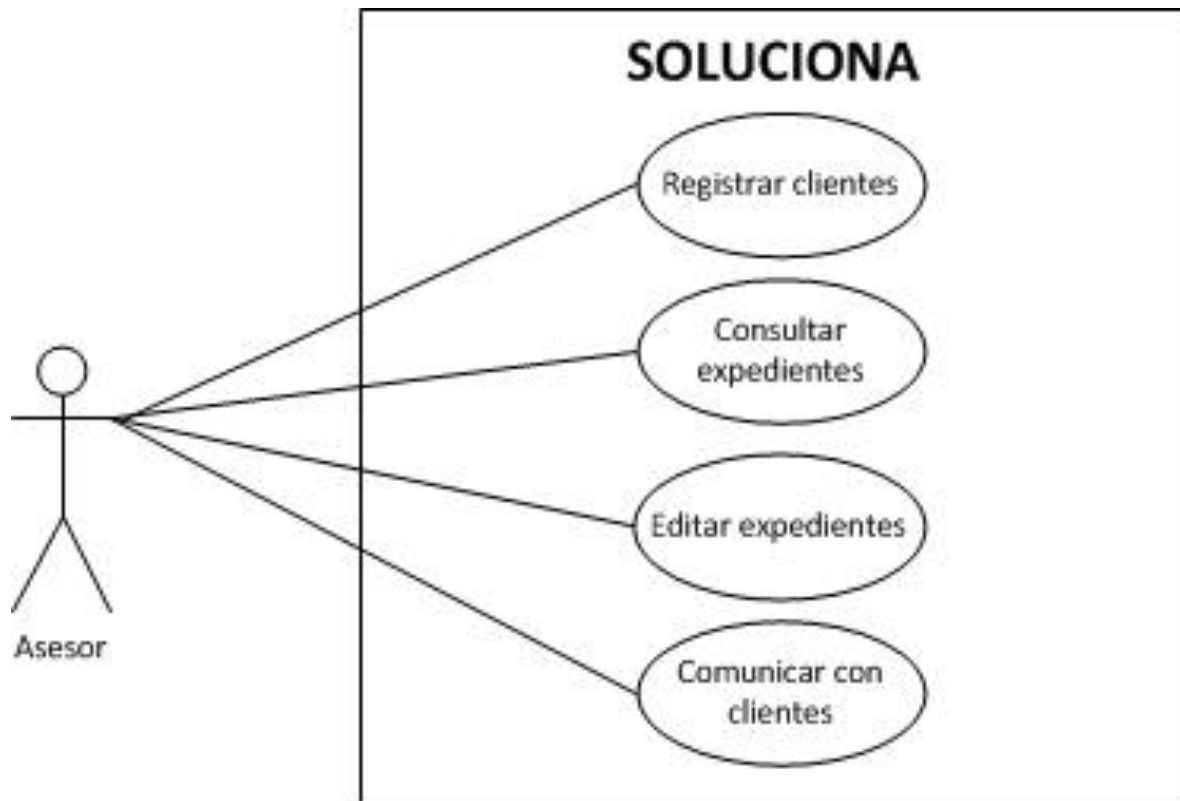 SOLUCIONA
Registrar clientes
Consultar
expedientes
Editar expedientes
Comunicar con
clientes
Asesor